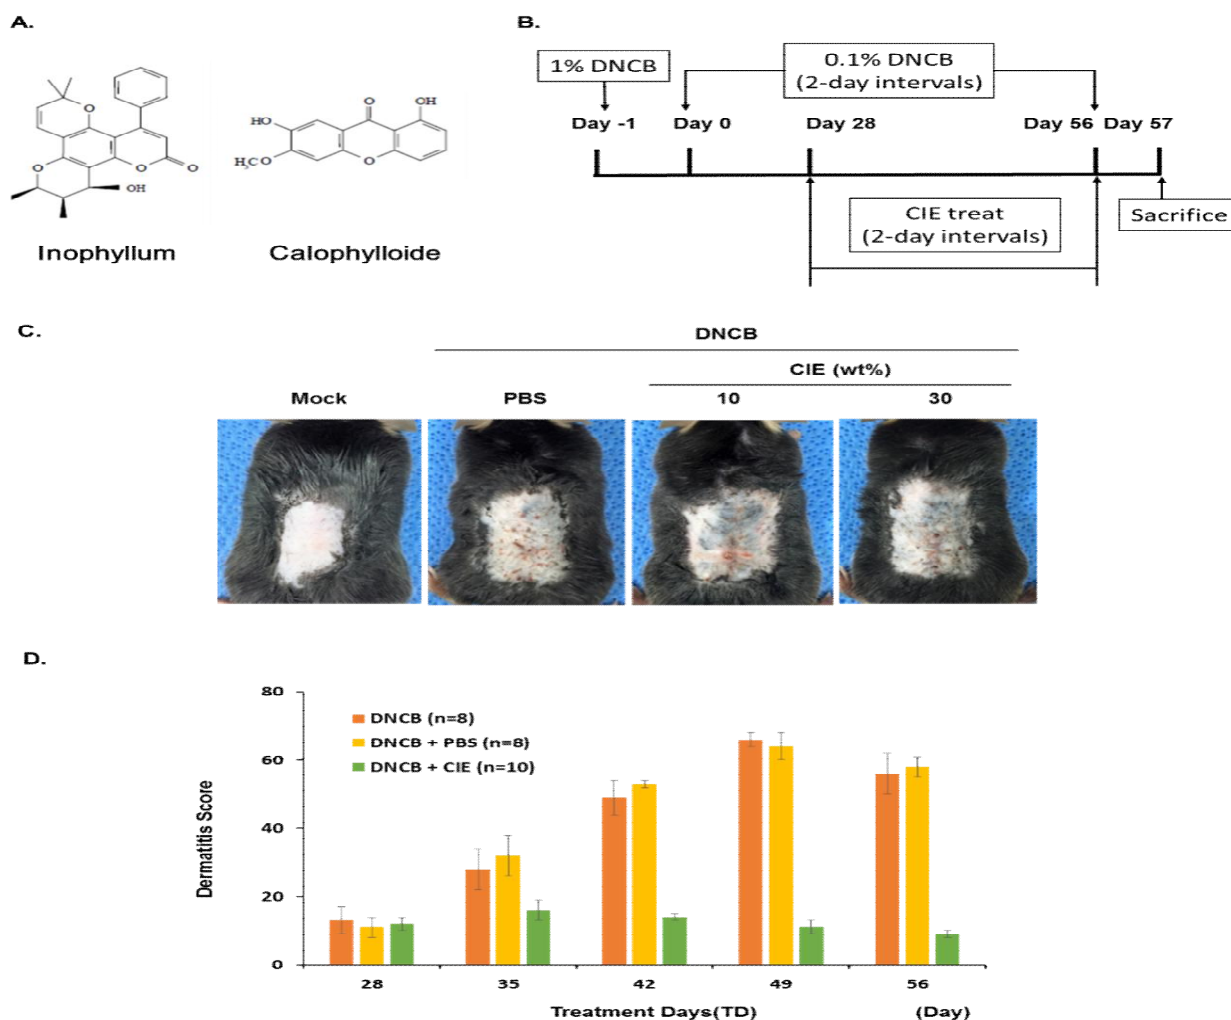 A.
B.
1% DNCB
0.1% DNCB
(2-day intervals)
Day -1
Day 0
Day 28
Day 56
Day 57
CIE treat
(2-day intervals)
Sacrifice
O
O
O
O
OH
O
OH
HO
H₃CO
O
Inophyllum
Calophylloide
C.
DNCB
CIE (wt%)
Mock
PBS
10
30
D.
80
60
40
20
0
Dermatitis Score
DNCB (n=8)
DNCB + PBS (n=8)
DNCB + CIE (n=10)
28
35
42
49
56
Treatment Days(TD)
(Day)